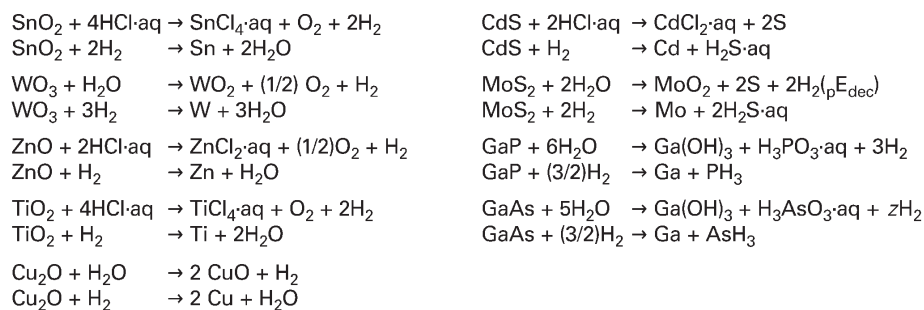 SnO₂ + 4HCl·aq → SnCl₄·aq + O₂ + 2H₂
SnO₂ + 2H₂ → Sn + 2H₂O
WO₃ + H₂O → WO₂ + (1/2) O₂ + H₂
WO₃ + 3H₂ → W + 3H₂O
ZnO + 2HCl·aq → ZnCl₂·aq + (1/2)O₂ + H₂
ZnO + H₂ → Zn + H₂O
TiO₂ + 4HCl·aq → TiCl₄·aq + O₂ + 2H₂
TiO₂ + H₂ → Ti + 2H₂O
Cu₂O + H₂O → 2 CuO + H₂
Cu₂O + H₂ → 2 Cu + H₂O
CdS + 2HCl·aq → CdCl₂·aq + 2S
CdS + H₂ → Cd + H₂S·aq
MoS₂ + 2H₂O → MoO₂ + 2S + 2H₂(ₚE_dec)
MoS₂ + 2H₂ → Mo + 2H₂S·aq
GaP + 6H₂O → Ga(OH)₃ + H₃PO₃·aq + 3H₂
GaP + (3/2)H₂ → Ga + PH₃
GaAs + 5H₂O → Ga(OH)₃ + H₃AsO₃·aq + zH₂
GaAs + (3/2)H₂ → Ga + AsH₃